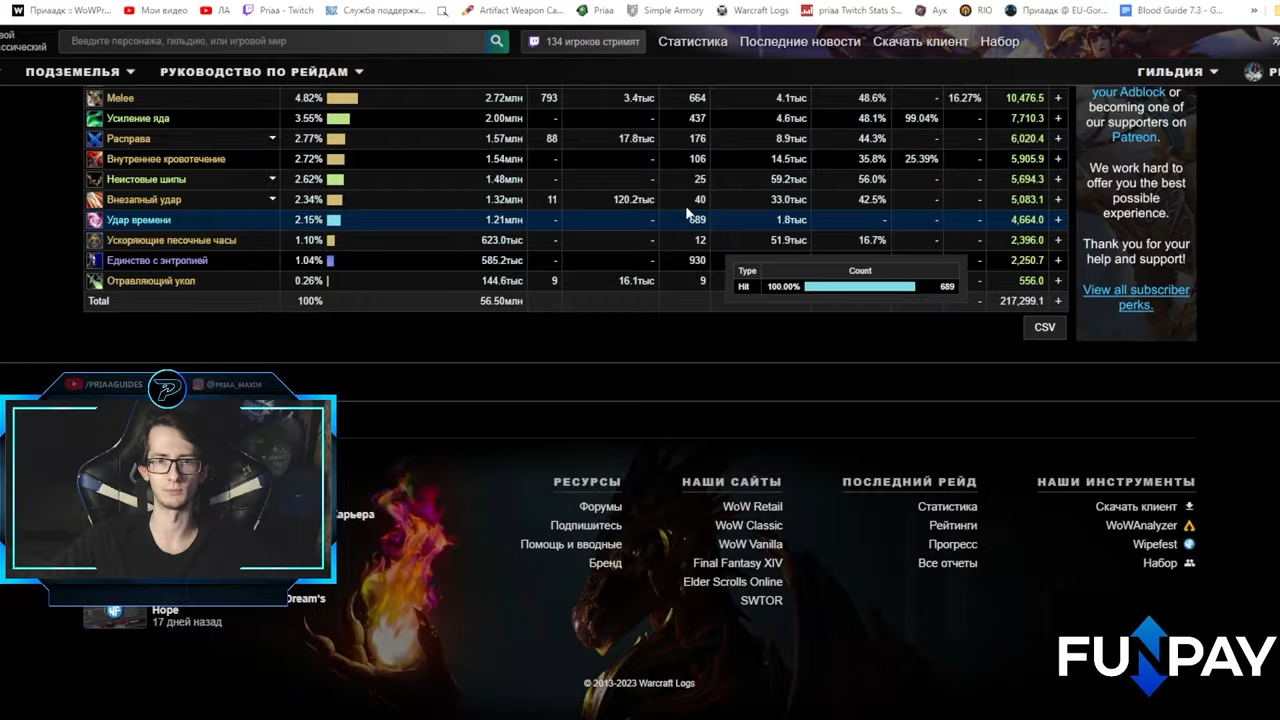 Приаадк :: WoWPr...
Мои видео
ЛА
Priaa - Twitch
Служба поддержк...
Artifact Weapon Ca...
Priaa
Simple Armory
Warcraft Logs
priaa Twitch Stats S...
Аук
RIO
Приаадк @ EU-Gor...
Blood Guide 7.3 - G...
»
Введите персонажа, гильдию, или игровой мир
134 игроков стримят
Статистика
Последние новости
Скачать клиент
Набор
ПОДЗЕМЕЛЬЯ
РУКОВОДСТВО ПО РЕЙДАМ
ГИЛЬДИЯ
Melee 4.82% 2.72млн 793 3.4тыс 664 4.1тыс 48.6% - 16.27% 10,476.5 +
Усиление яда 3.55% 2.00млн - - 437 4.6тыс 48.1% 99.04% - 7,710.3 +
Расправа 2.77% 1.57млн 88 17.8тыс 176 8.9тыс 44.3% - - 6,020.4 +
Внутреннее кровотечение 2.72% 1.54млн - - 106 14.5тыс 35.8% 25.39% - 5,905.9 +
Неистовые шипы 2.62% 1.48млн - - 25 59.2тыс 56.0% - - 5,694.3 +
Внезапный удар 2.34% 1.32млн 11 120.2тыс 40 33.0тыс 42.5% - - 5,083.1 +
Удар времени 2.15% 1.21млн - - 689 1.8тыс - - - 4,664.0 +
Ускоряющие песочные часы 1.10% 623.0тыс - - 12 51.9тыс 16.7% - - 2,396.0 +
Единство с энтропией 1.04% 585.2тыс - - 930 - 2,250.7 +
Отравляющий укол 0.26% 144.6тыс 9 16.1тыс 9 - 556.0 +
Total 100% 56.50млн - 217,299.1 +
Type Count
Hit 100.00% 689
CSV
your Adblock or
becoming one of
our supporters on
Patreon.
We work hard to
offer you the best
possible
experience.
Thank you for your
help and support!
View all subscriber
perks.
/PRIAAGUIDES
@PRIAA_MAXIM
Карьера
Dream's
Hope
17 дней назад
РЕСУРСЫ
Форумы
Подпишитесь
Помощь и вводные
Бренд
НАШИ САЙТЫ
WoW Retail
WoW Classic
WoW Vanilla
Final Fantasy XIV
Elder Scrolls Online
SWTOR
ПОСЛЕДНИЙ РЕЙД
Статистика
Рейтинги
Прогресс
Все отчеты
НАШИ ИНСТРУМЕНТЫ
Скачать клиент
WoWAnalyzer
Wipefest
Набор
© 2013-2023 Warcraft Logs
FUNPAY